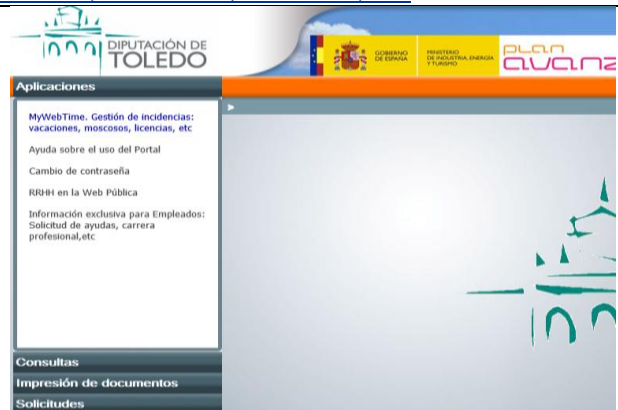 DIPUTACIÓN DE
TOLEDO
GOBIERNO
DE ESPAÑA
MINISTERIO
DE INDUSTRIA, ENERGÍA
Y TURISMO
PLan
avanz
Aplicaciones
MyWebTime. Gestión de incidencias:
vacaciones, moscosos, licencias, etc
Ayuda sobre el uso del Portal
Cambio de contraseña
RRHH en la Web Pública
Información exclusiva para Empleados:
Solicitud de ayudas, carrera
profesional,etc
Consultas
Impresión de documentos
Solicitudes